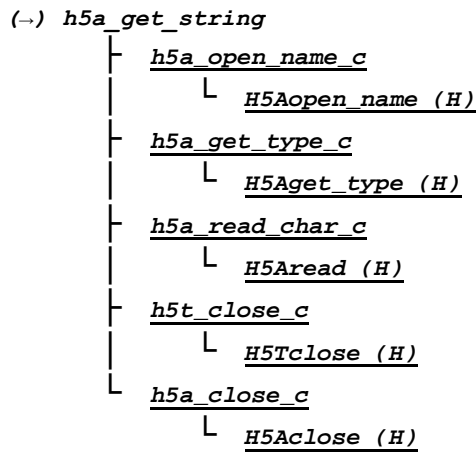 (→) h5a_get_string
├ h5a_open_name_c
│ └ H5Aopen_name (H)
├ h5a_get_type_c
│ └ H5Aget_type (H)
├ h5a_read_char_c
│ └ H5Aread (H)
├ h5t_close_c
│ └ H5Tclose (H)
└ h5a_close_c
└ H5Aclose (H)